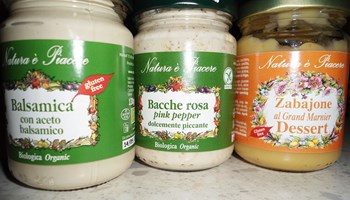 Natura è Piacere
gluten free
Balsamica
con aceto
balsamico
Biologica Organic
Natura è Piacere
Bacche rosa
pink pepper
dolcemente piccante
Biologica Organic
Natura è Piacere
Zabajone
al Grand Marnier
Dessert